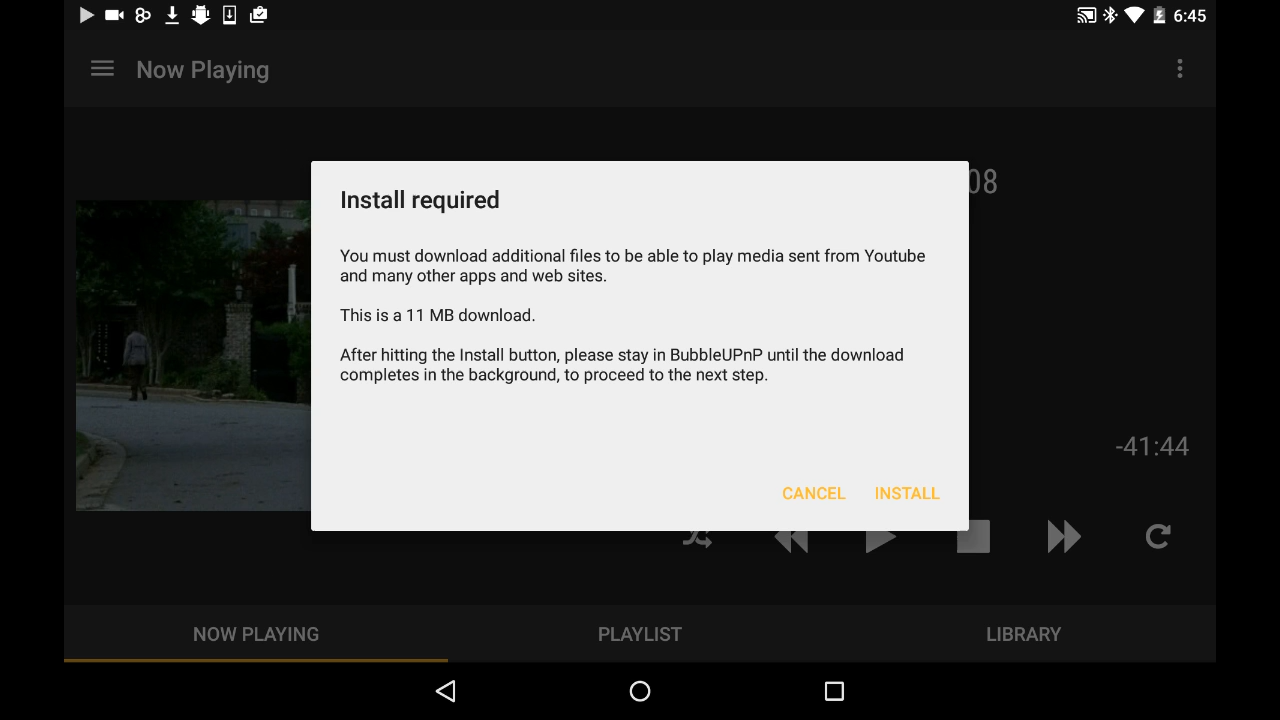 6:45
Now Playing
08
Install required
You must download additional files to be able to play media sent from Youtube
and many other apps and web sites.
This is a 11 MB download.
After hitting the Install button, please stay in BubbleUPnP until the download
completes in the background, to proceed to the next step.
-41:44
CANCEL INSTALL
NOW PLAYING PLAYLIST LIBRARY